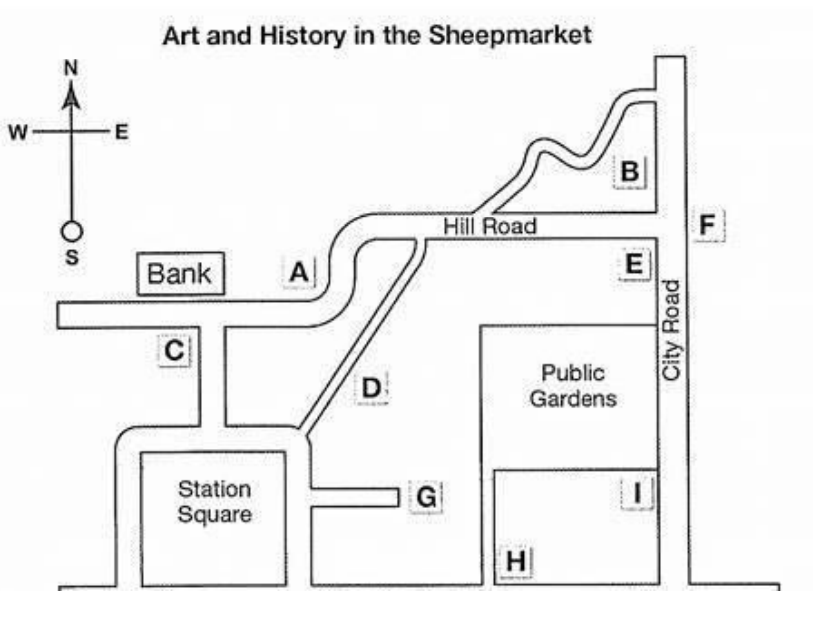 Art and History in the Sheepmarket
N
W E
S
B
Hill Road
F
Bank
A
E
City Road
C
D
Public
Gardens
Station
Square
G
I
H